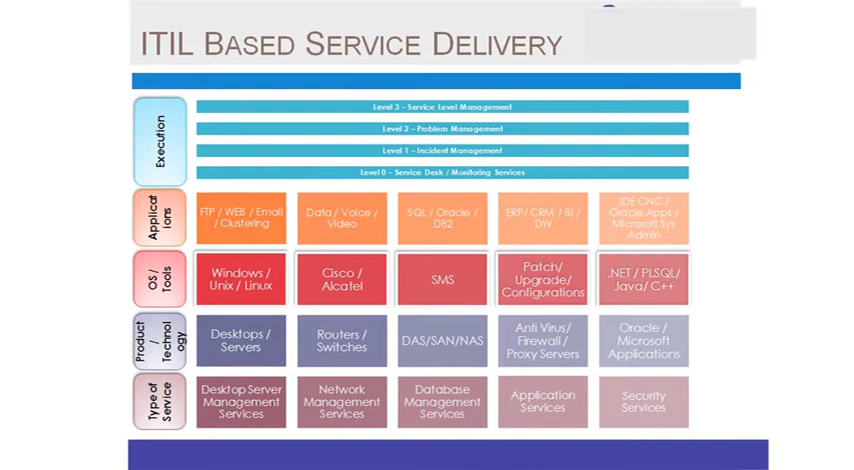 ITIL BASED SERVICE DELIVERY
Execution
Level 3 – Service Level Management
Level 2 – Problem Management
Level 1 – Incident Management
Level 0 – Service Desk / Monitoring Services
Applicat
ions
FTP / WEB / Email
/ Clustering
Data / Voice /
Video
SQL / Oracle /
DB2
ERP/ CRM / BI /
DW
JDE CNC /
Oracle Apps /
Microsoft Sys
Admin
OS /
Tools
Windows /
Unix / Linux
Cisco /
Alcatel
SMS
Patch/
Upgrade/
Configurations
.NET / PLSQL/
Java/ C++
Product
/
Technol
ogy
Desktops /
Servers
Routers /
Switches
DAS/SAN/NAS
Anti Virus/
Firewall /
Proxy Servers
Oracle /
Microsoft
Applications
Type of
Service
Desktop Server
Management
Services
Network
Management
Services
Database
Management
Services
Application
Services
Security
Services